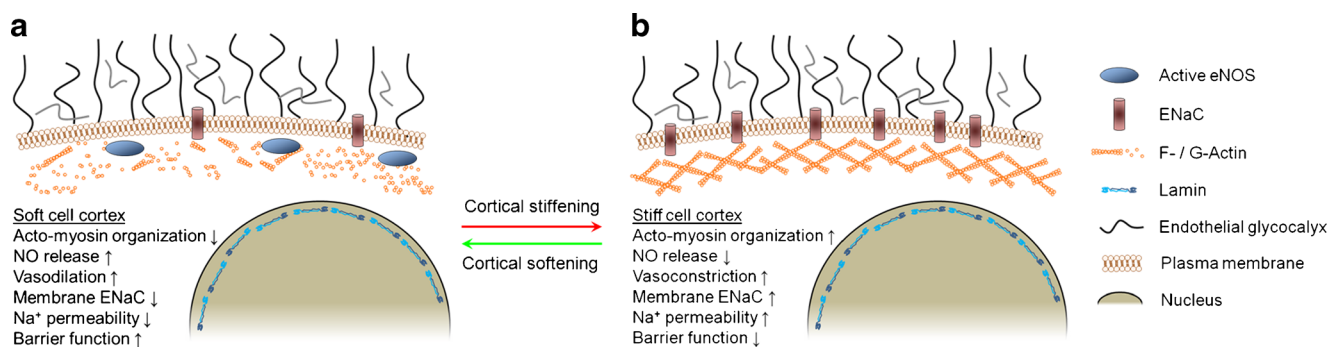 a
Soft cell cortex
Acto-myosin organization ↓
NO release ↑
Vasodilation ↑
Membrane ENaC ↓
Na⁺ permeability ↓
Barrier function ↑
Cortical stiffening
Cortical softening
b
Stiff cell cortex
Acto-myosin organization ↑
NO release ↓
Vasoconstriction ↑
Membrane ENaC ↑
Na⁺ permeability ↑
Barrier function ↓
Active eNOS
ENaC
F- / G-Actin
Lamin
Endothelial glycocalyx
Plasma membrane
Nucleus